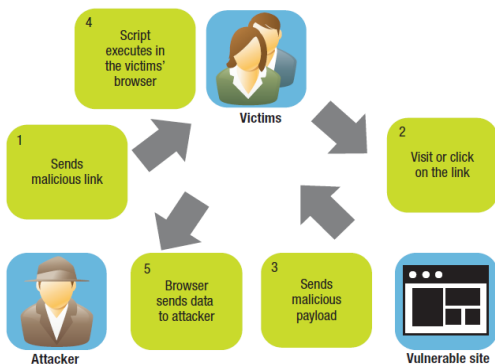 4
Script
executes in
the victims'
browser
Victims
1
Sends
malicious link
2
Visit or click
on the link
5
Browser
sends data
to attacker
3
Sends
malicious
payload
Attacker
Vulnerable site